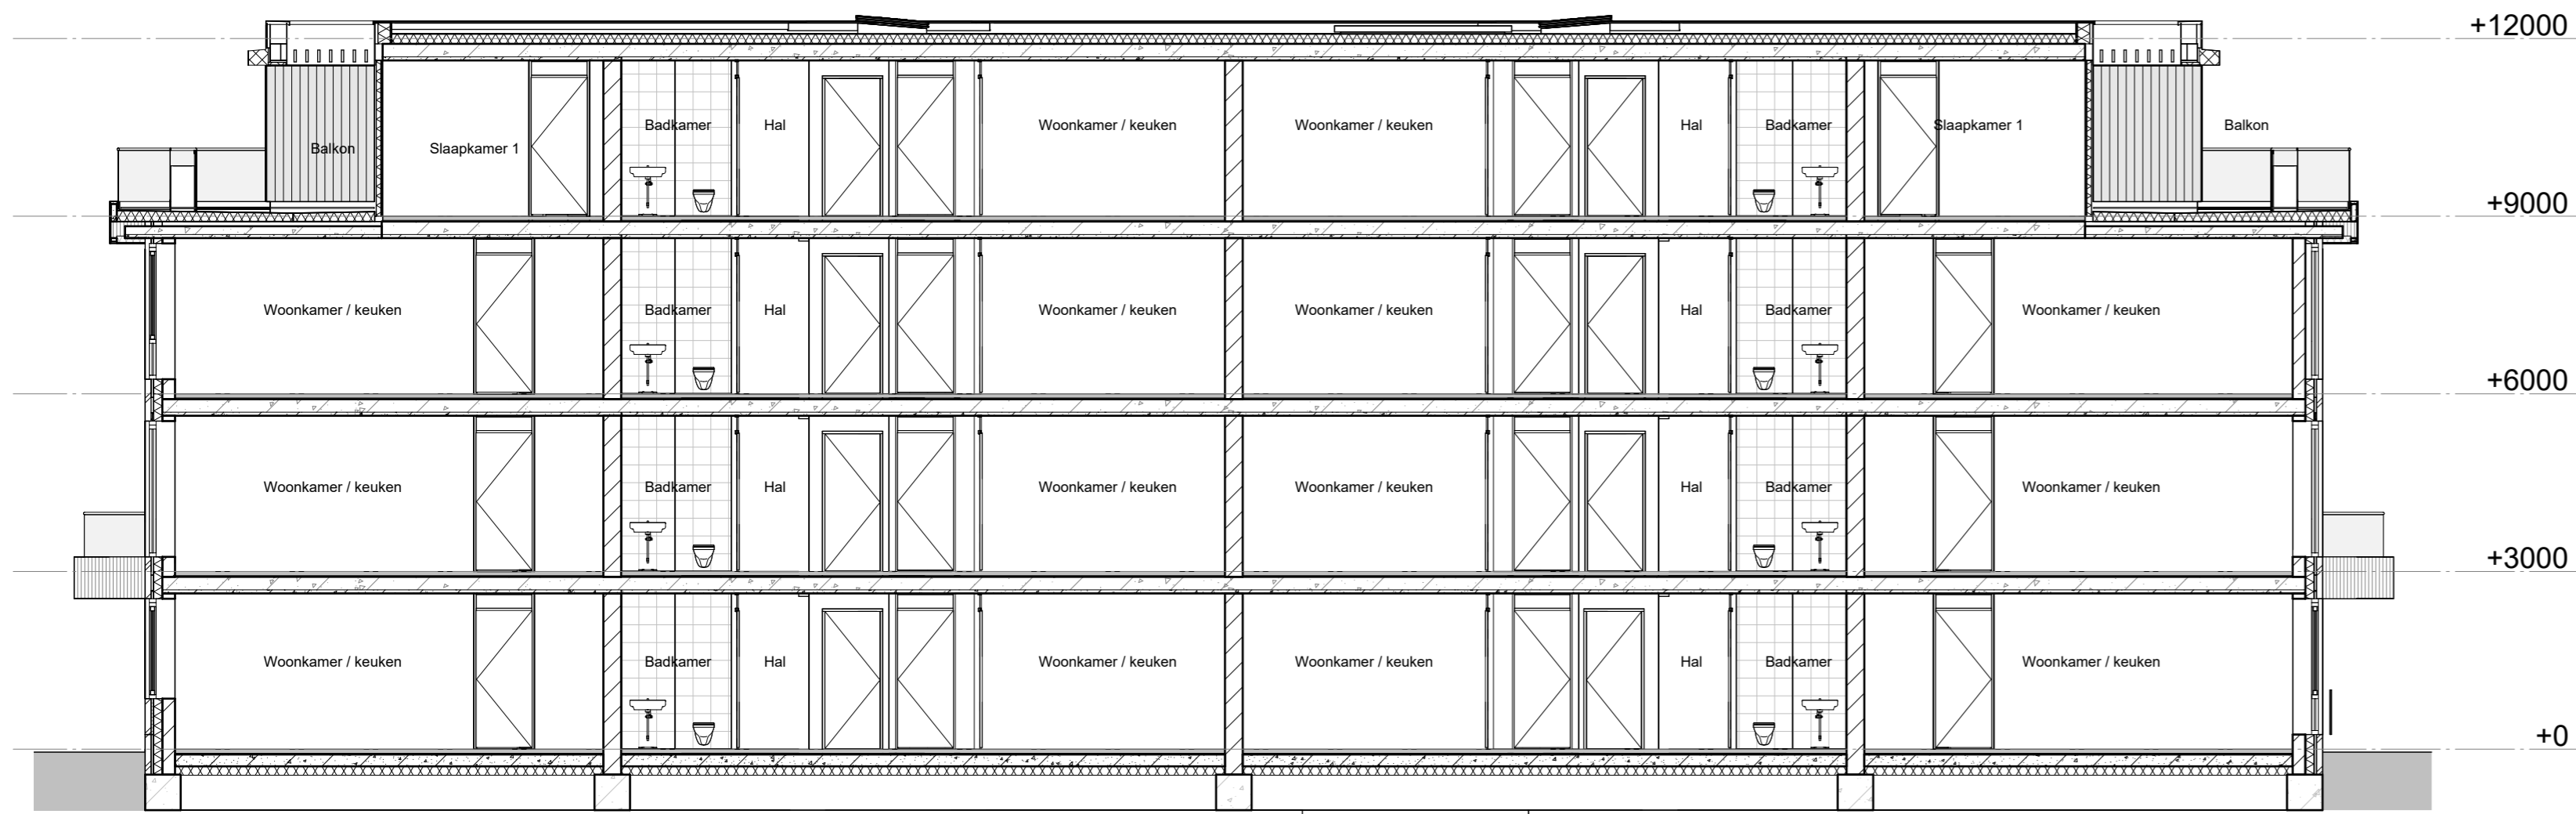 +12000
Badkamer Hal Woonkamer / keuken Woonkamer / keuken Hal Badkamer Slaapkamer 1 Balkon
Balkon Slaapkamer 1
+9000
Woonkamer / keuken Badkamer Hal Woonkamer / keuken Woonkamer / keuken Hal Badkamer Woonkamer / keuken
+6000
Woonkamer / keuken Badkamer Hal Woonkamer / keuken Woonkamer / keuken Hal Badkamer Woonkamer / keuken
+3000
Woonkamer / keuken Badkamer Hal Woonkamer / keuken Woonkamer / keuken Hal Badkamer Woonkamer / keuken
+0